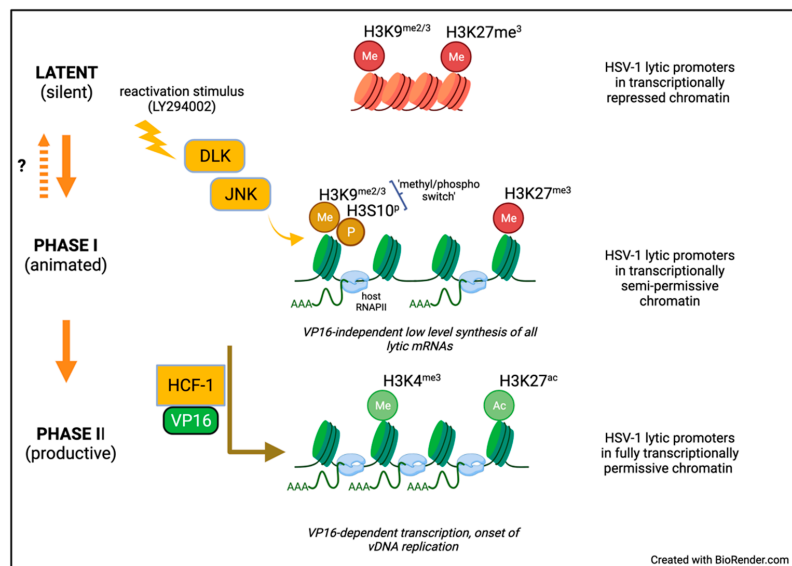 LATENT
(silent)
reactivation stimulus
(LY294002)
DLK
JNK
?
H3K9me2/3
H3K27me3
Me
Me
HSV-1 lytic promoters
in transcriptionally
repressed chromatin
PHASE I
(animated)
H3K9me2/3
H3S10p
'methyl/phospho
switch'
H3K27me3
Me
P
Me
AAA
host
RNAPII
AAA
VP16-independent low level synthesis of all
lytic mRNAs
HSV-1 lytic promoters
in transcriptionally
semi-permissive
chromatin
HCF-1
VP16
PHASE II
(productive)
H3K4me3
H3K27ac
Me
Ac
AAA
AAA
AAA
VP16-dependent transcription, onset of
vDNA replication
HSV-1 lytic promoters
in fully transcriptionally
permissive chromatin
Created with BioRender.com